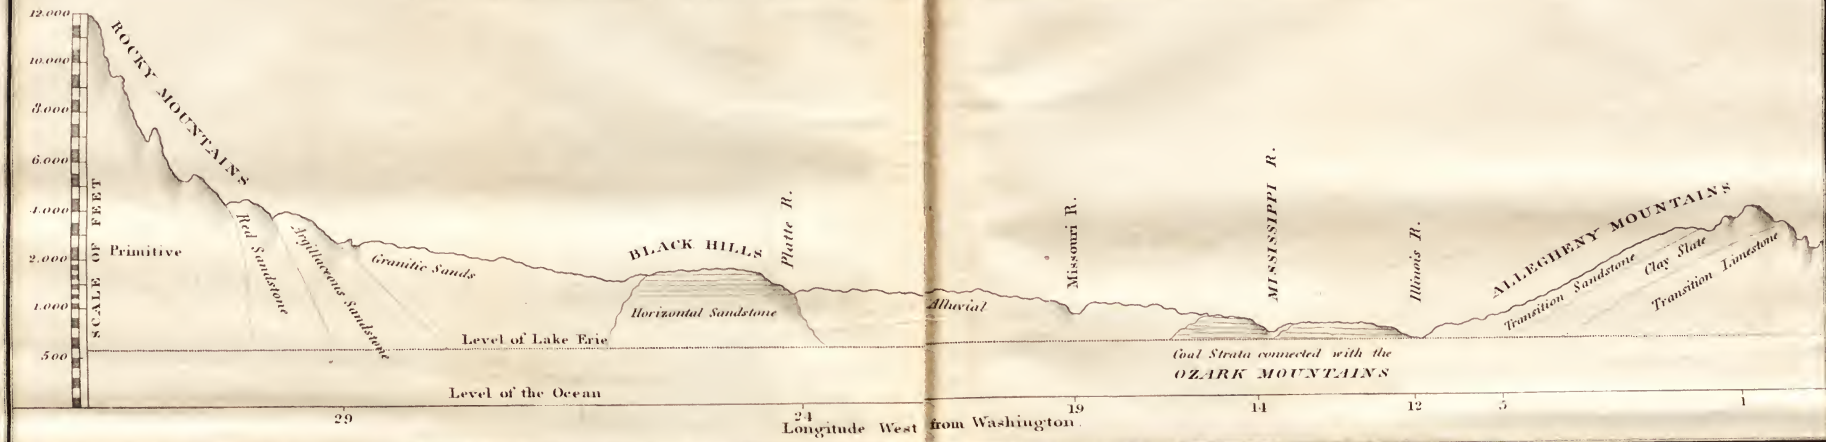 12.000
10.000
8.000
6.000
4.000
2.000
1.000
500
SCALE OF FEET
ROCKY MOUNTAINS
Primitive
Red Sandstone
Argillaceous Sandstone
Granitic Sands
Level of Lake Erie
Level of the Ocean
BLACK HILLS
Horizontal Sandstone
Platte R.
Alluvial
Missouri R.
MISSISSIPPI R.
Illinois R.
Coal Strata connected with the
OZARK MOUNTAINS
ALLEGHENY MOUNTAINS
Transition Sandstone
Clay Slate
Transition Limestone
29
24
19
14
12
5
1
Longitude West from Washington.